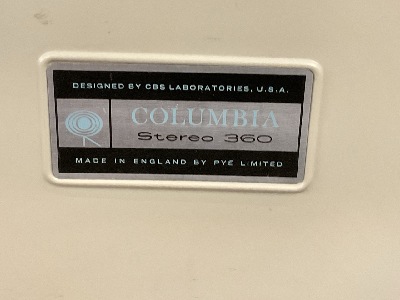 DESIGNED BY CBS LABORATORIES, U.S.A.
COLUMBIA
Stereo 360
MADE IN ENGLAND BY PYE LIMITED